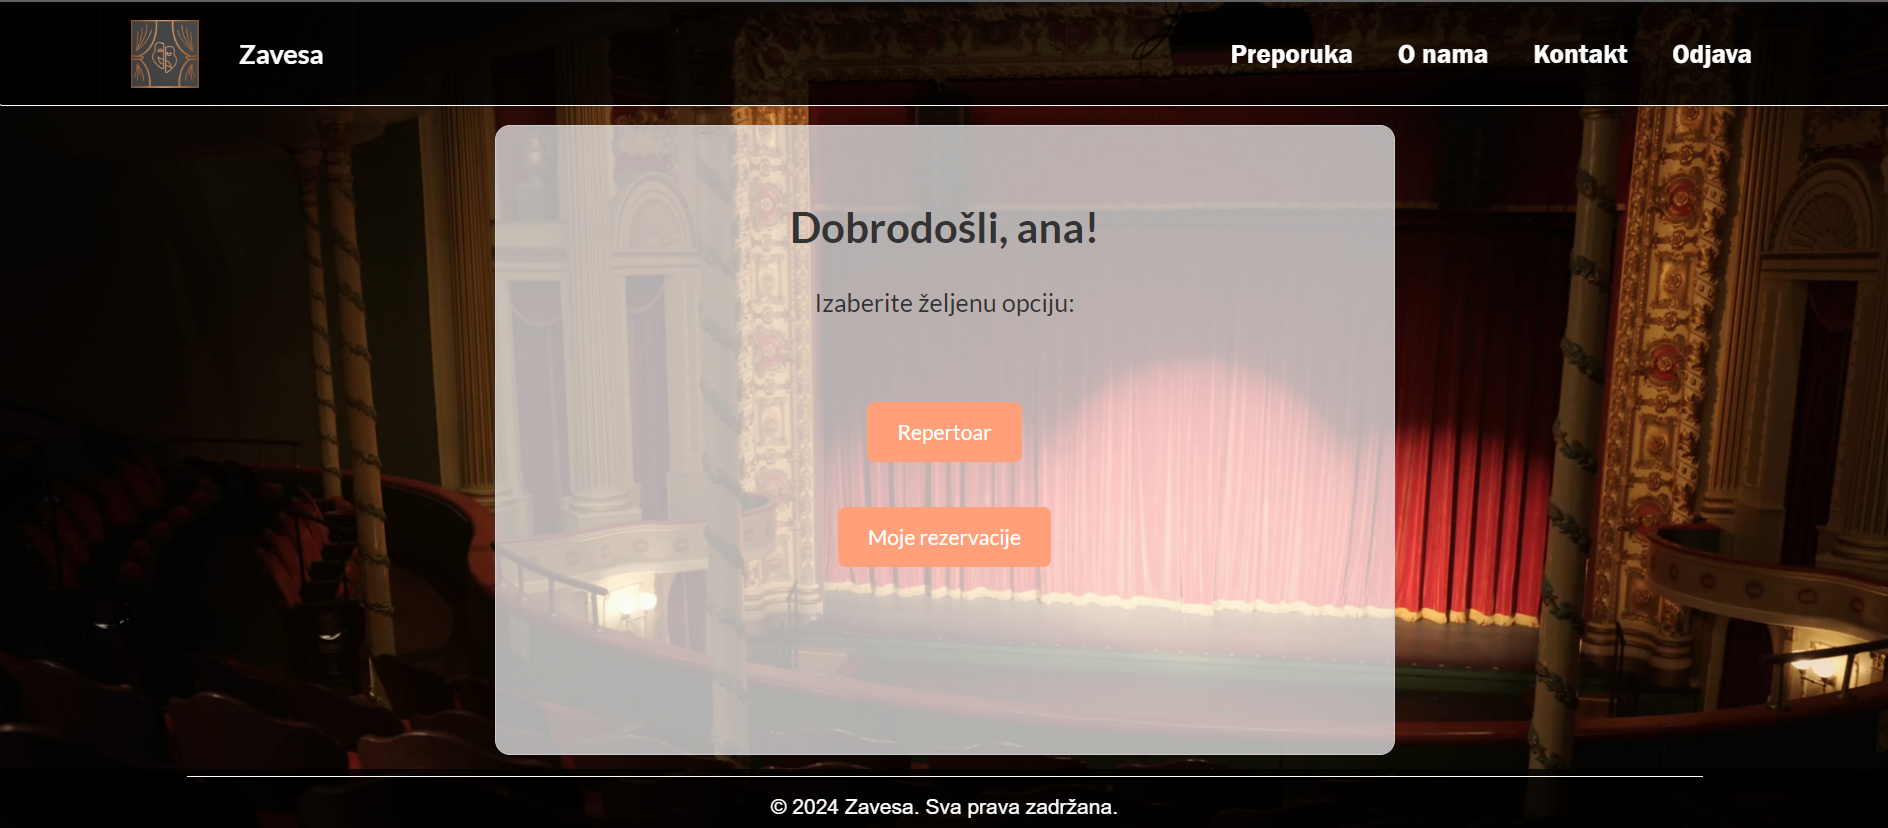 Zavesa
Preporuka
O nama
Kontakt
Odjava
Dobrodošli, ana!
Izaberite željenu opciju:
Repertoar
Moje rezervacije
© 2024 Zavesa. Sva prava zadržana.